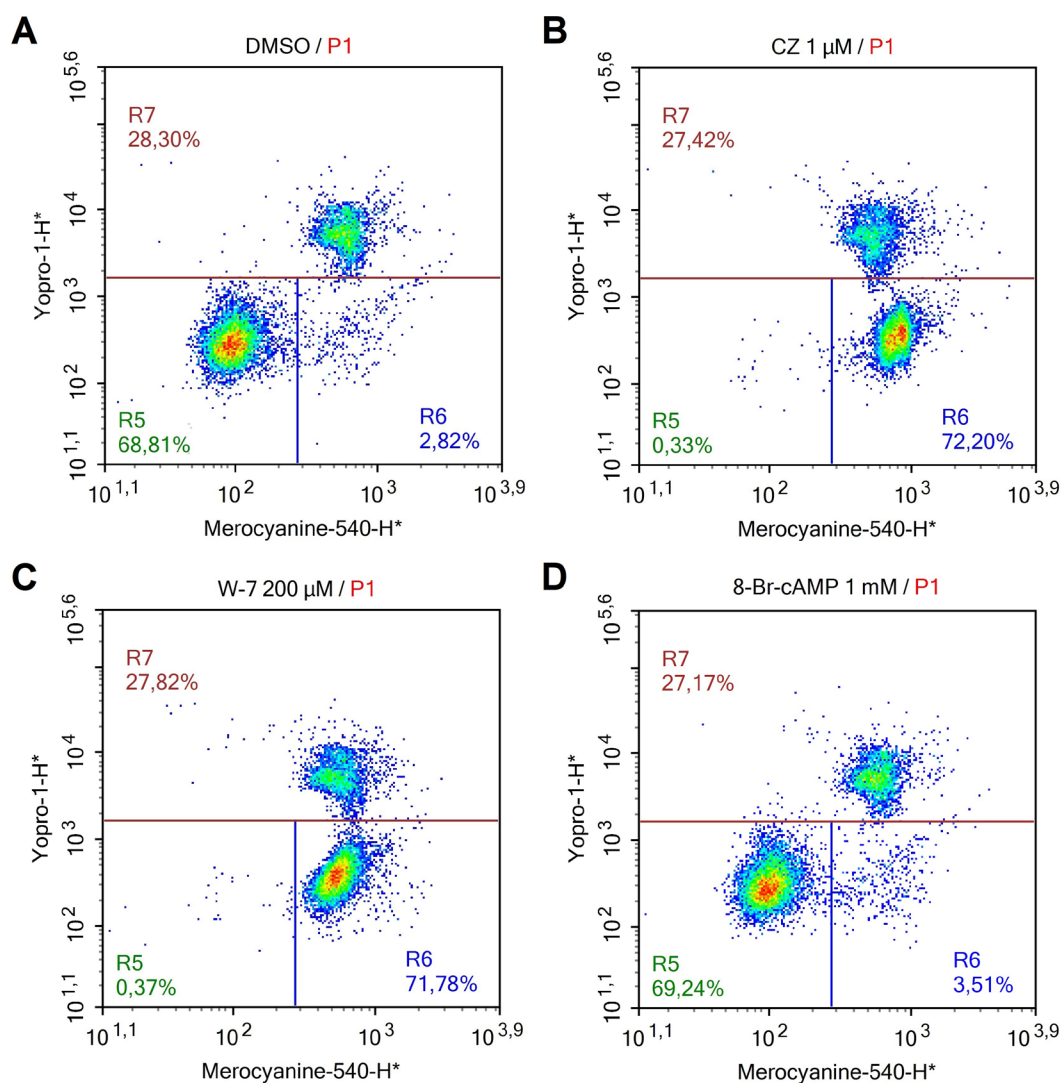 A
DMSO / P1
10^5,6
10^4
10^3
10^2
10^1,1
Yopro-1-H*
R7
28,30%
R5
68,81%
R6
2,82%
10^1,1 10^2 10^3 10^3,9
Merocyanine-540-H*
B
CZ 1 µM / P1
10^5,6
10^4
10^3
10^2
10^1,1
Yopro-1-H*
R7
27,42%
R5
0,33%
R6
72,20%
10^1,1 10^2 10^3 10^3,9
Merocyanine-540-H*
C
W-7 200 µM / P1
10^5,6
10^4
10^3
10^2
10^1,1
Yopro-1-H*
R7
27,82%
R5
0,37%
R6
71,78%
10^1,1 10^2 10^3 10^3,9
Merocyanine-540-H*
D
8-Br-cAMP 1 mM / P1
10^5,6
10^4
10^3
10^2
10^1,1
Yopro-1-H*
R7
27,17%
R5
69,24%
R6
3,51%
10^1,1 10^2 10^3 10^3,9
Merocyanine-540-H*